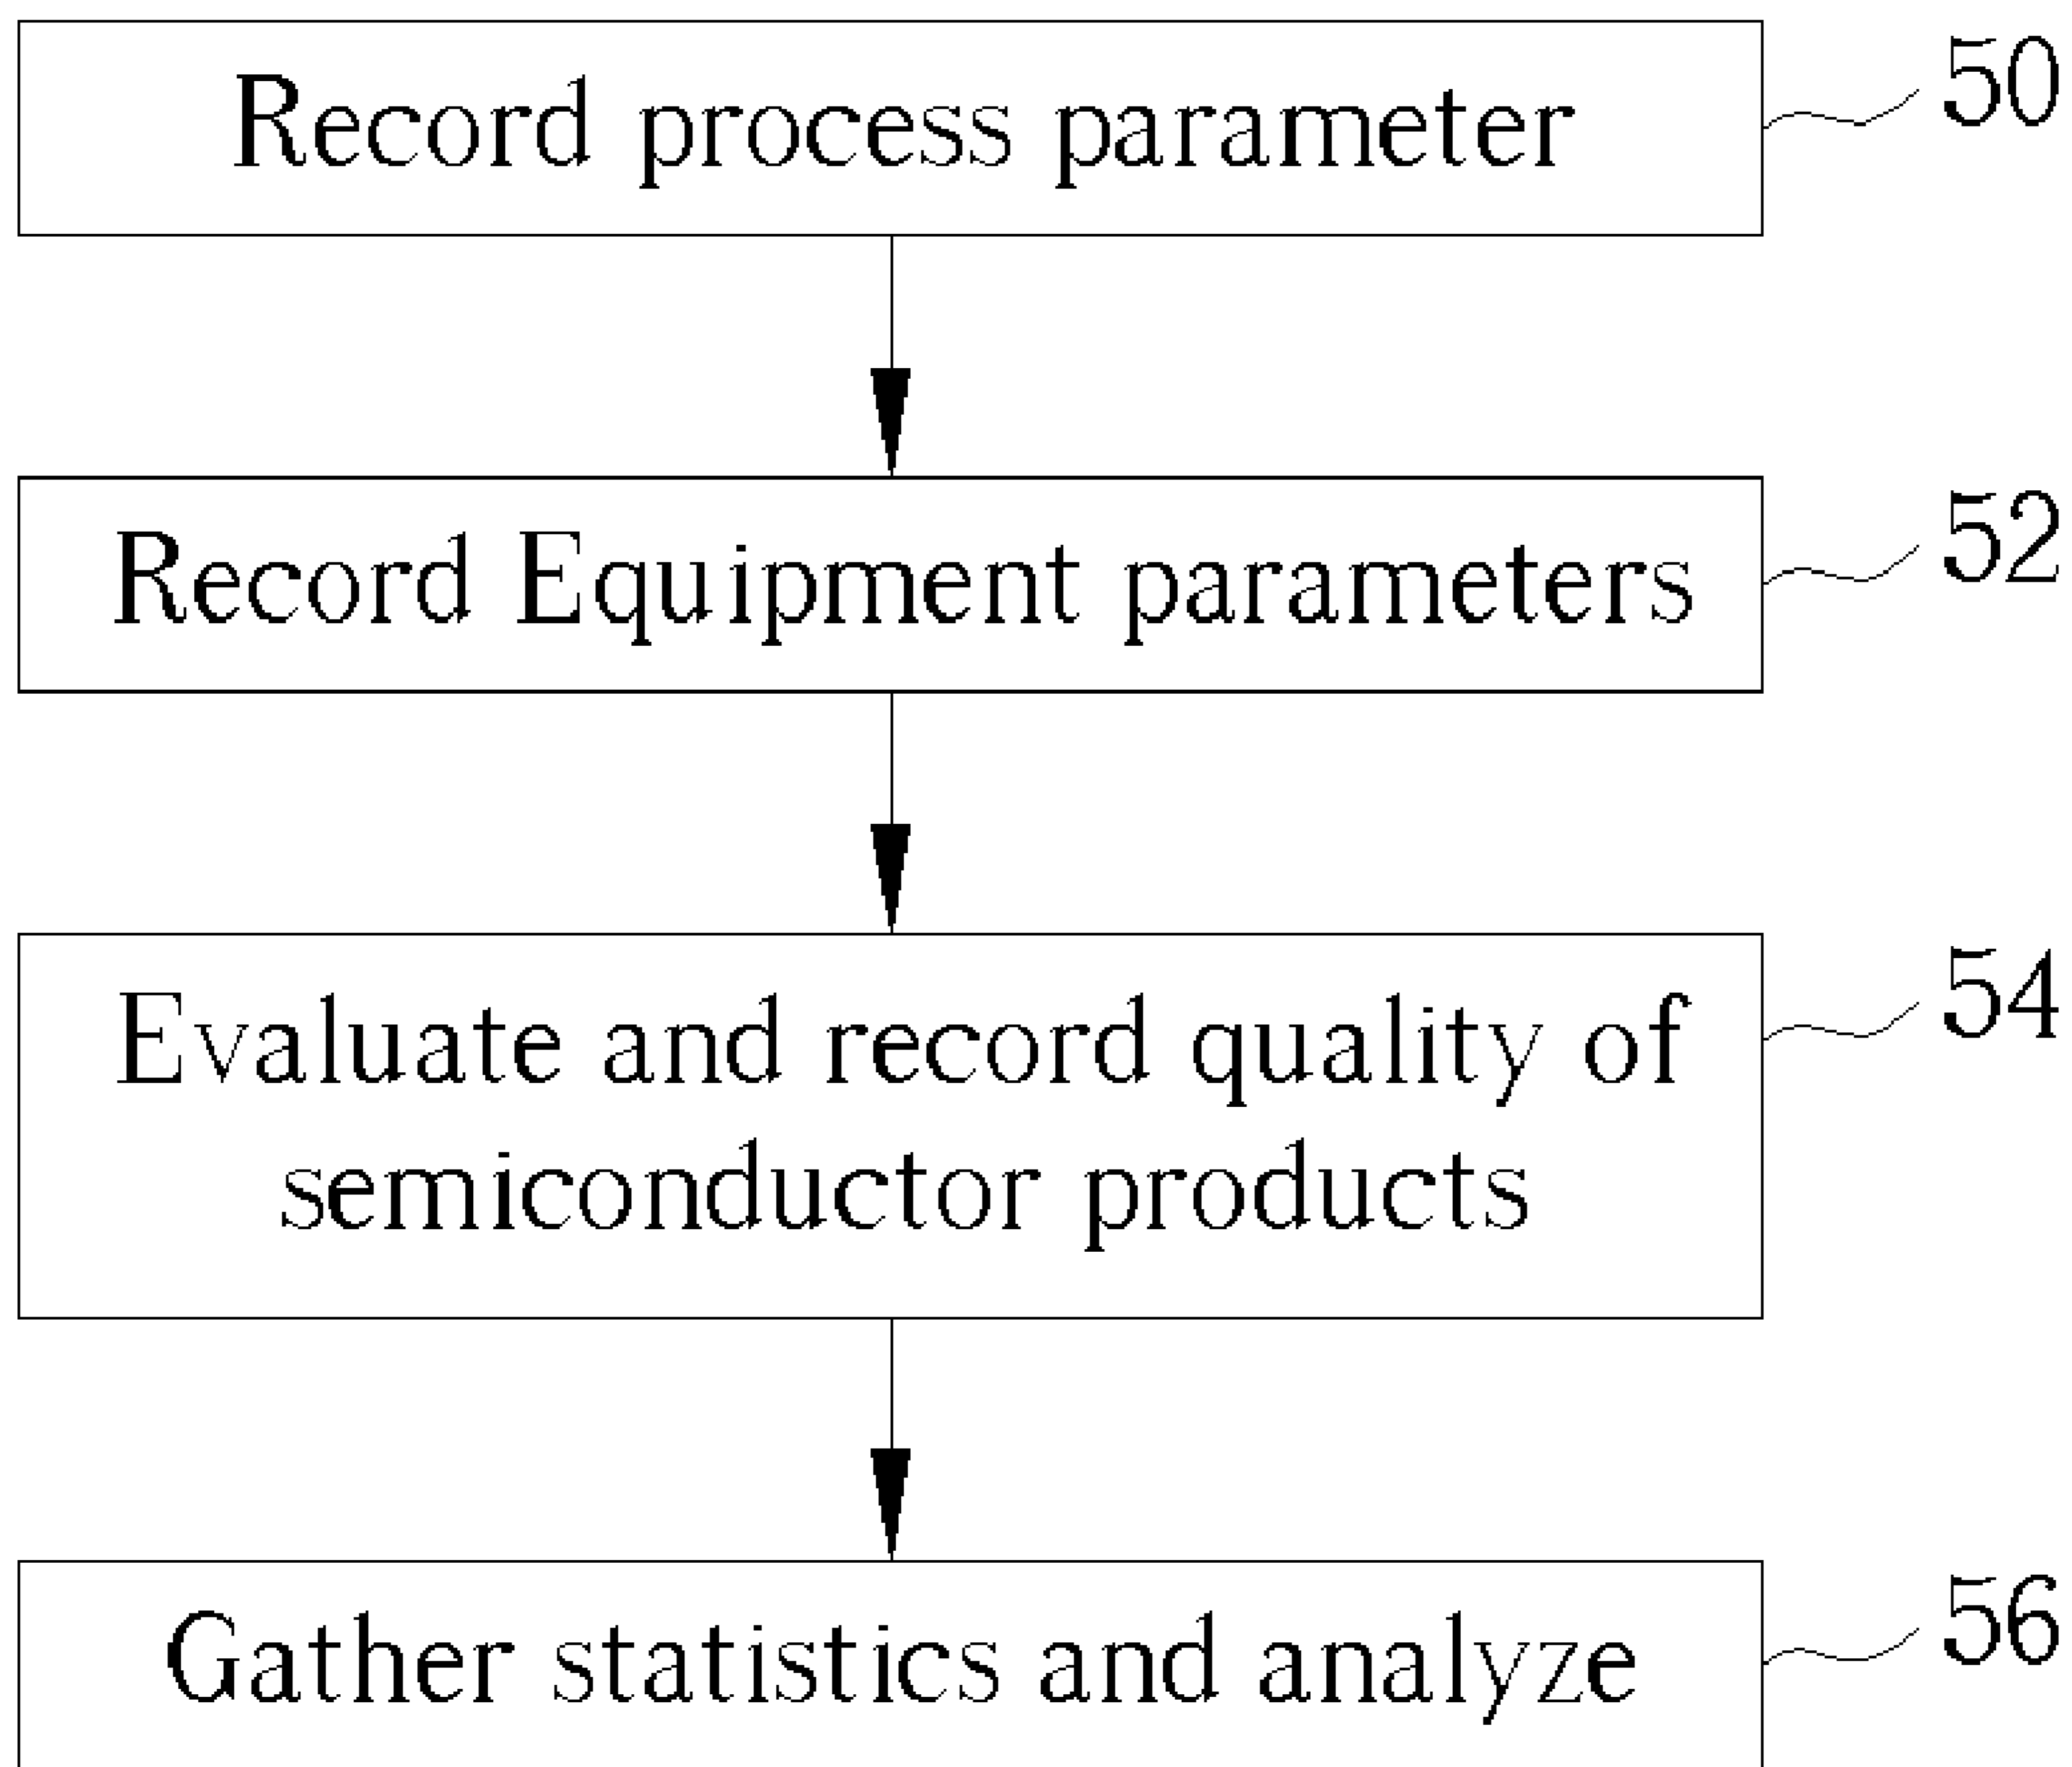 Record process parameter 50
Record Equipment parameters 52
Evaluate and record quality of 54
semiconductor products
Gather statistics and analyze 56